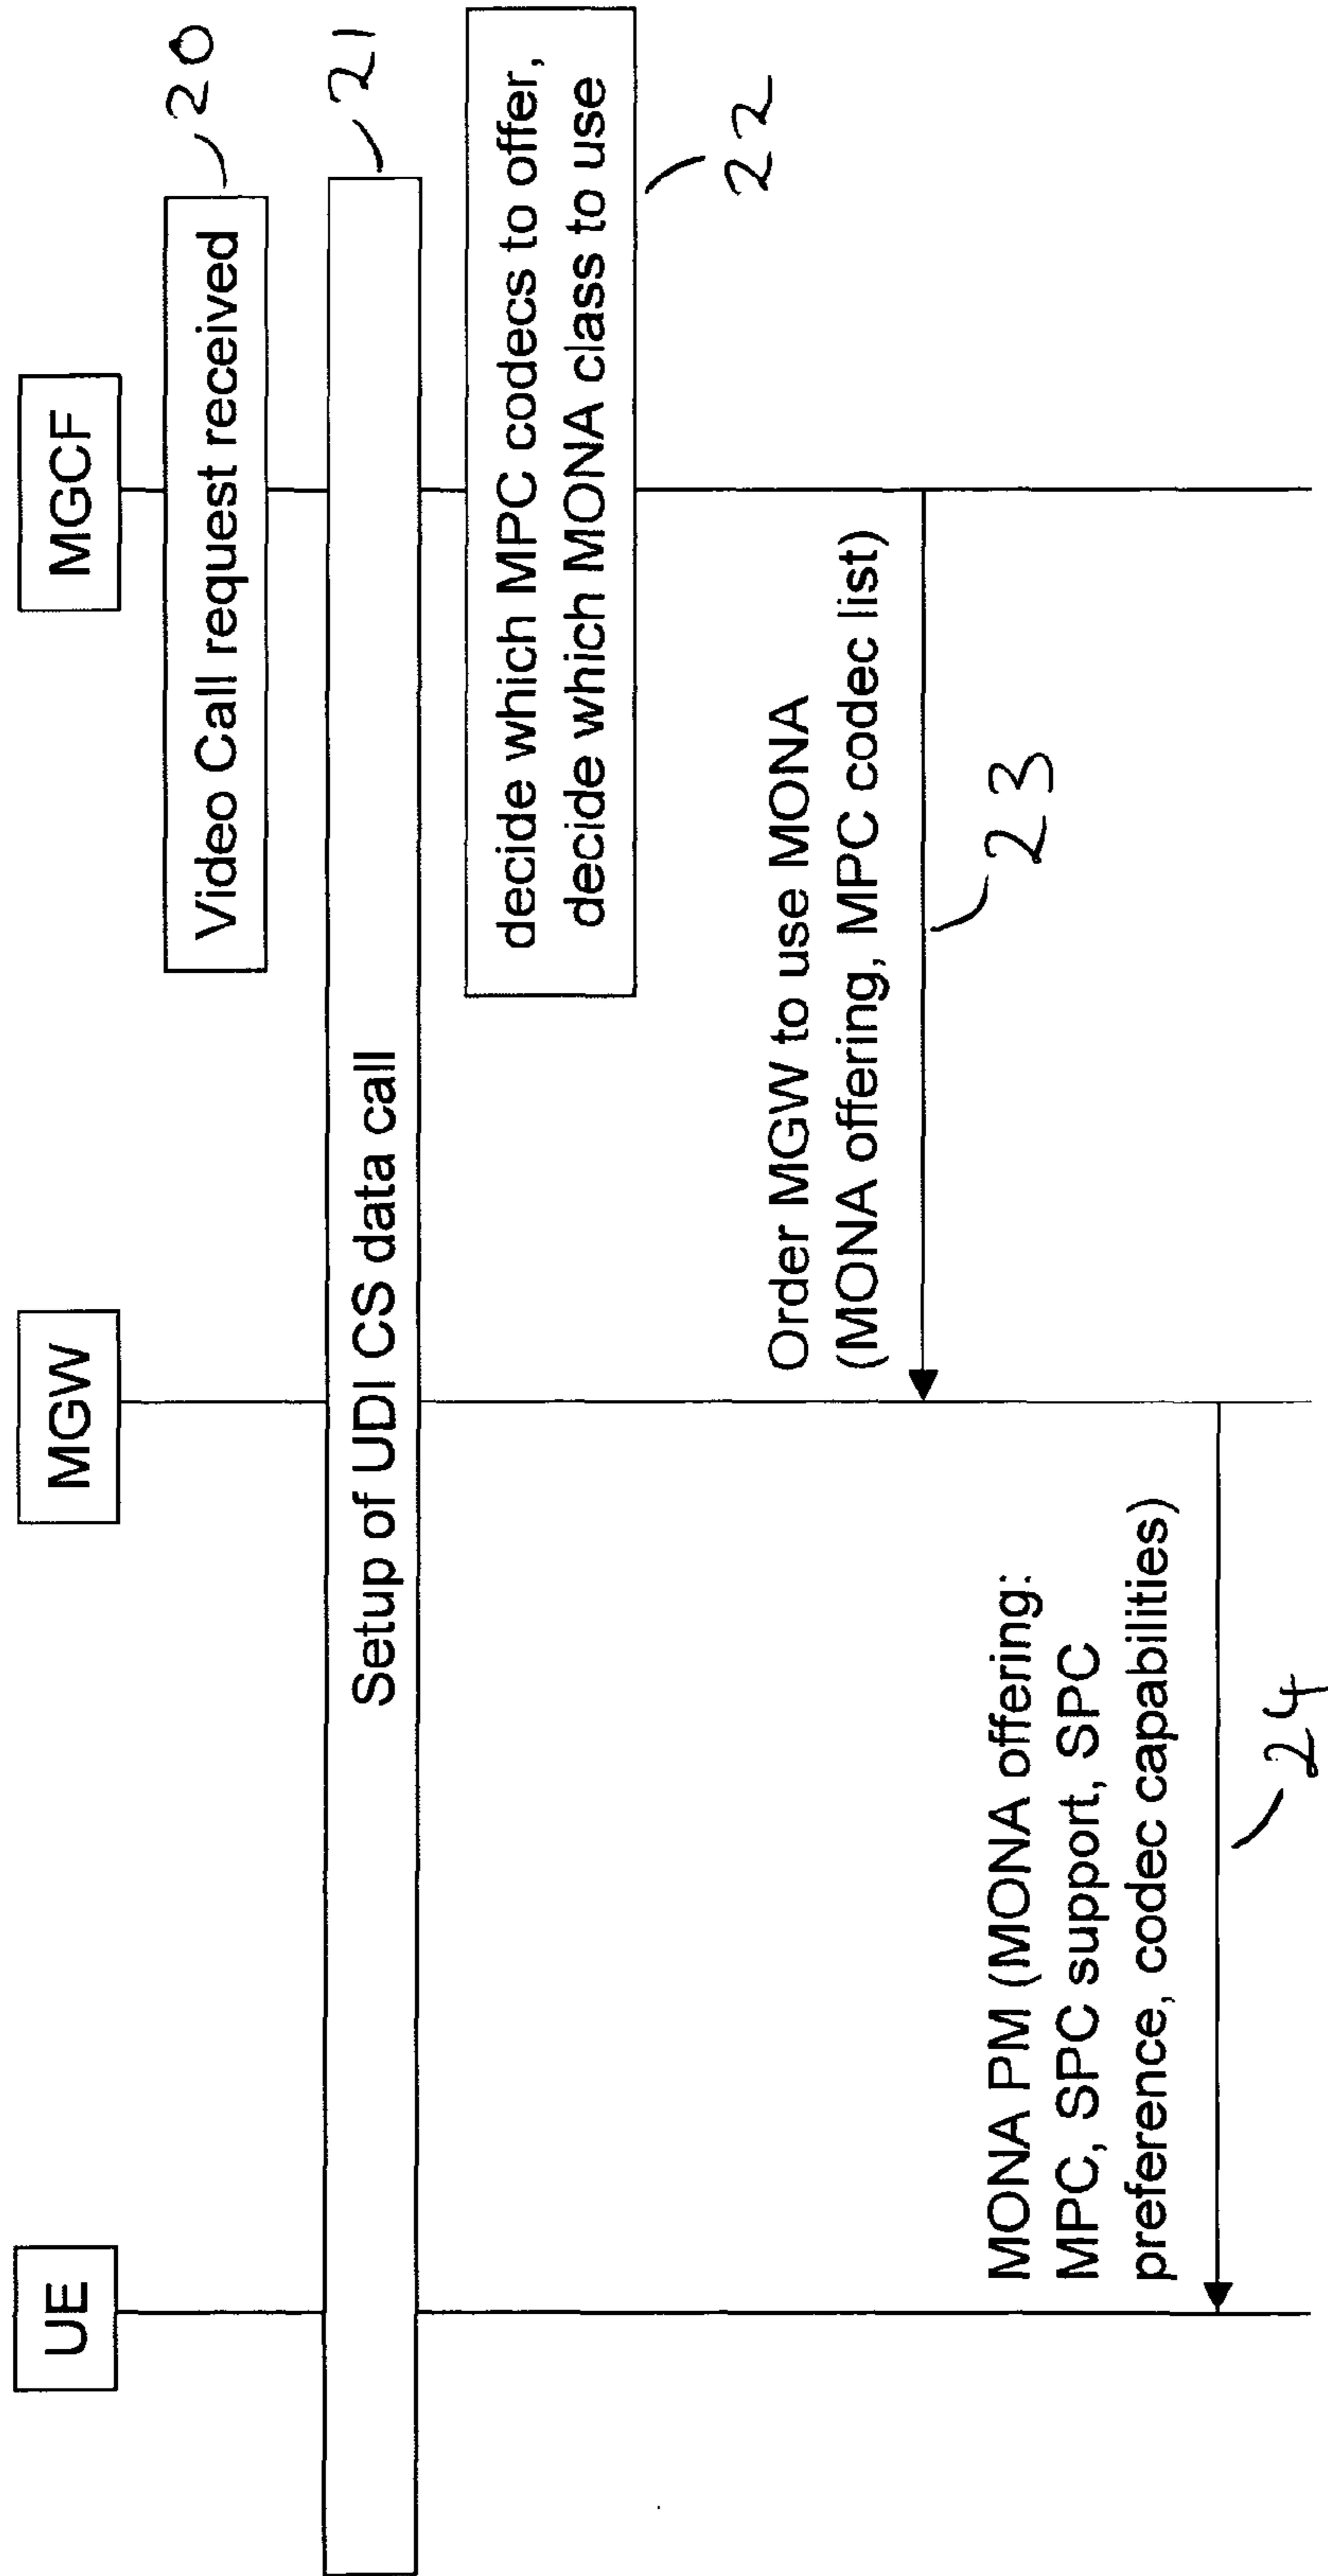 UE
MGW
MGCF
Video Call request received
20
Setup of UDI CS data call
21
decide which MPC codecs to offer,
decide which MONA class to use
22
Order MGW to use MONA
(MONA offering, MPC codec list)
23
MONA PM (MONA offering:
MPC, SPC support, SPC
preference, codec capabilities)
24